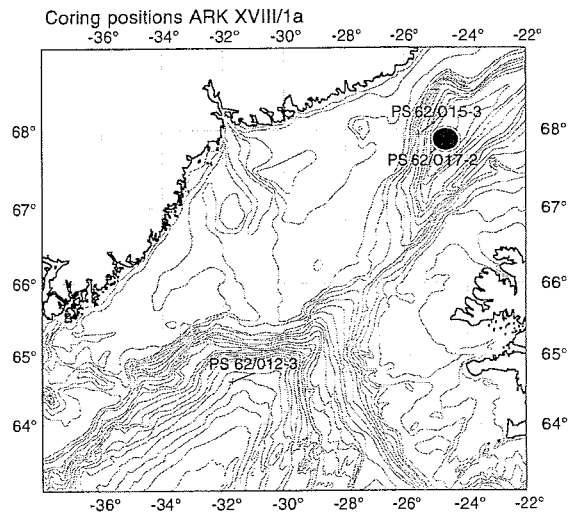 Coring positions ARK XVIII/1a
-36° -34° -32° -30° -28° -26° -24° -22°
PS 62/015-3
68° 68°
PS 62/017-2
67° 67°
66° 66°
65° 65°
PS 62/012-3
64° 64°
-36° -34° -32° -30° -28° -26° -24° -22°